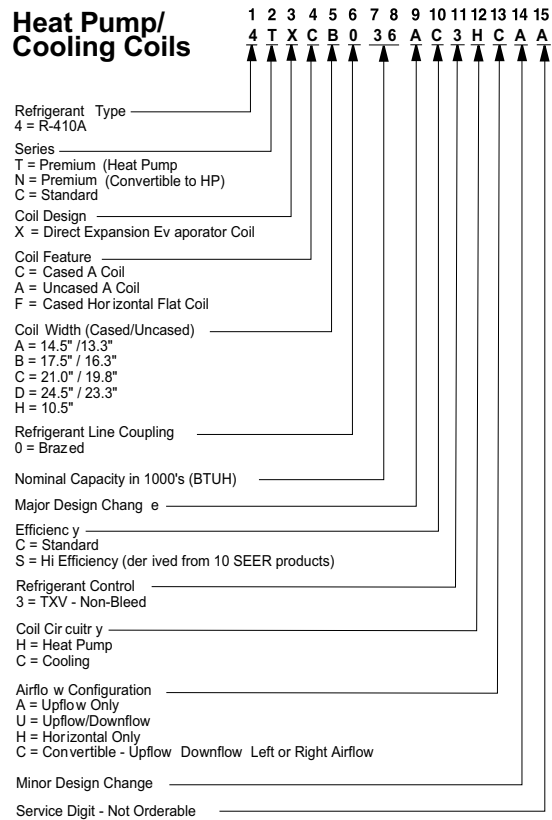 Heat Pump/
Cooling Coils
1 2 3 4 5 6 7 8 9 10 11 12 13 14 15
4 T X C B 0 3 6 A C 3 H C A A
Refrigerant Type
4 = R-410A
Series
T = Premium (Heat Pump
N = Premium (Convertible to HP)
C = Standard
Coil Design
X = Direct Expansion Ev aporator Coil
Coil Feature
C = Cased A Coil
A = Uncased A Coil
F = Cased Hor izontal Flat Coil
Coil Width (Cased/Uncased)
A = 14.5" /13.3"
B = 17.5" / 16.3"
C = 21.0" / 19.8"
D = 24.5" / 23.3"
H = 10.5"
Refrigerant Line Coupling
0 = Brazed
Nominal Capacity in 1000's (BTUH)
Major Design Chang e
Efficienc y
C = Standard
S = Hi Efficiency (der ived from 10 SEER products)
Refrigerant Control
3 = TXV - Non-Bleed
Coil Cir cuitr y
H = Heat Pump
C = Cooling
Airflo w Configuration
A = Upflow Only
U = Upflow/Downflow
H = Horizontal Only
C = Convertible - Upflow Downflow Left or Right Airflow
Minor Design Change
Service Digit - Not Orderable